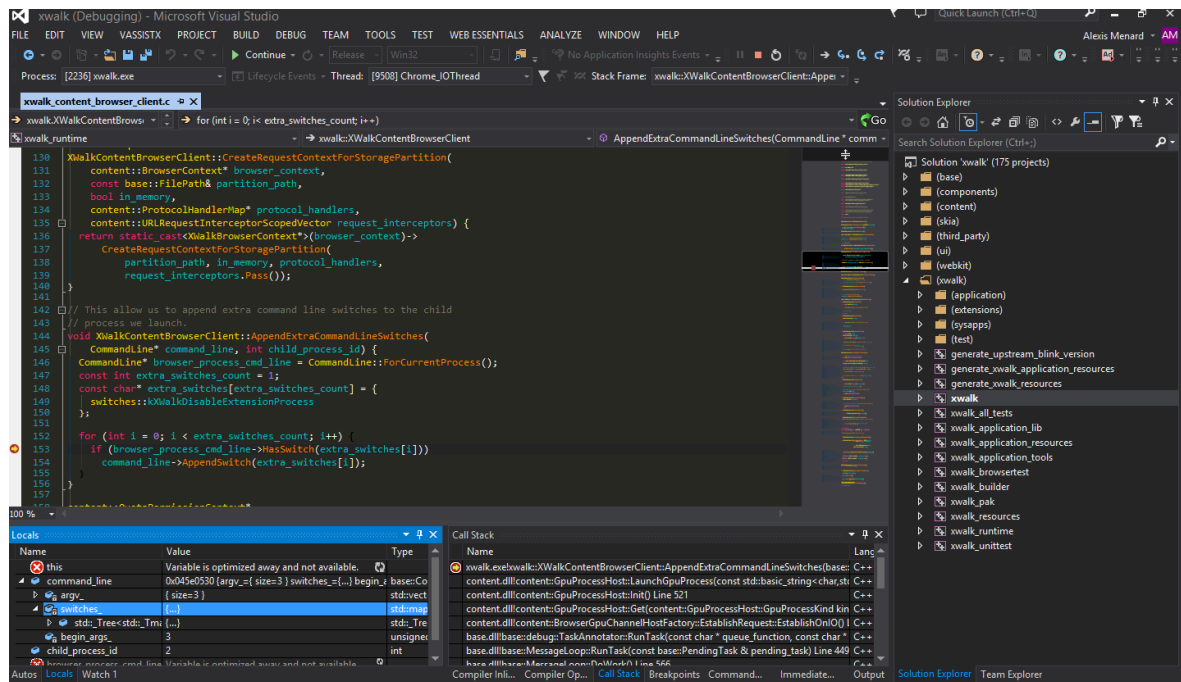 xwalk (Debugging) - Microsoft Visual Studio
Quick Launch (Ctrl+Q)
FILE EDIT VIEW VASSISTX PROJECT BUILD DEBUG TEAM TOOLS TEST WEB ESSENTIALS ANALYZE WINDOW HELP
Alexis Menard AM
Continue Release Win32 No Application Insights Events
Process: [2236] xwalk.exe Lifecycle Events Thread: [9508] Chrome_IOThread Stack Frame: xwalk::XWalkContentBrowserClient::Appe
xwalk_content_browser_client.c
xwalk.XWalkContentBrows for (int i = 0; i< extra_switches_count; i++) Go
xwalk_runtime xwalk::XWalkContentBrowserClient AppendExtraCommandLineSwitches(CommandLine * comm
130 XWalkContentBrowserClient::CreateRequestContextForStoragePartition(
131 content::BrowserContext* browser_context,
132 const base::FilePath& partition_path,
133 bool in_memory,
134 content::ProtocolHandlerMap* protocol_handlers,
135 content::URLRequestInterceptorScopedVector request_interceptors) {
136 return static_cast<XWalkBrowserContext*>(browser_context)->
137 CreateRequestContextForStoragePartition(
138 partition_path, in_memory, protocol_handlers,
139 request_interceptors.Pass());
140 }
141
142 // This allow us to append extra command line switches to the child
143 // process we launch.
144 void XWalkContentBrowserClient::AppendExtraCommandLineSwitches(
145 CommandLine* command_line, int child_process_id) {
146 CommandLine* browser_process_cmd_line = CommandLine::ForCurrentProcess();
147 const int extra_switches_count = 1;
148 const char* extra_switches[extra_switches_count] = {
149 switches::kXWalkDisableExtensionProcess
150 };
151
152 for (int i = 0; i < extra_switches_count; i++) {
153 if (browser_process_cmd_line->HasSwitch(extra_switches[i]))
154 command_line->AppendSwitch(extra_switches[i]);
155 }
156 }
157
100 %
Locals
Name Value Type
this Variable is optimized away and not available.
command_line 0x045e0530 {argv_={ size=3 } switches_={...} begin_a base::Co
argv_ { size=3 } std::vect
switches_ {...} std::map
std::_Tree<std::_Tma {...} std::_Tre
begin_args_ 3 unsigned
child_process_id 2 int
browser_process_cmd_line Variable is optimized away and not available.
Autos Locals Watch 1
Call Stack
Name Lang
xwalk.exe!xwalk::XWalkContentBrowserClient::AppendExtraCommandLineSwitches(base: C++
content.dll!content::GpuProcessHost::LaunchGpuProcess(const std::basic_string<char,st C++
content.dll!content::GpuProcessHost::Init() Line 521 C++
content.dll!content::GpuProcessHost::Get(content::GpuProcessHost::GpuProcessKind kin C++
content.dll!content::BrowserGpuChannelHostFactory::EstablishRequest::EstablishOnIO() L C++
base.dll!base::debug::TaskAnnotator::RunTask(const char * queue_function, const char * C++
base.dll!base::MessageLoop::RunTask(const base::PendingTask & pending_task) Line 449 C++
base.dll!base::MessageLoop::DoWork() Line 566 C++
Compiler Inli... Compiler Op... Call Stack Breakpoints Command... Immediate... Output
Solution Explorer
Search Solution Explorer (Ctrl+;)
Solution 'xwalk' (175 projects)
(base)
(components)
(content)
(skia)
(third_party)
(ui)
(webkit)
(xwalk)
(application)
(extensions)
(sysapps)
(test)
generate_upstream_blink_version
generate_xwalk_application_resources
generate_xwalk_resources
xwalk
xwalk_all_tests
xwalk_application_lib
xwalk_application_resources
xwalk_application_tools
xwalk_browsertest
xwalk_builder
xwalk_pak
xwalk_resources
xwalk_runtime
xwalk_unittest
Solution Explorer Team Explorer